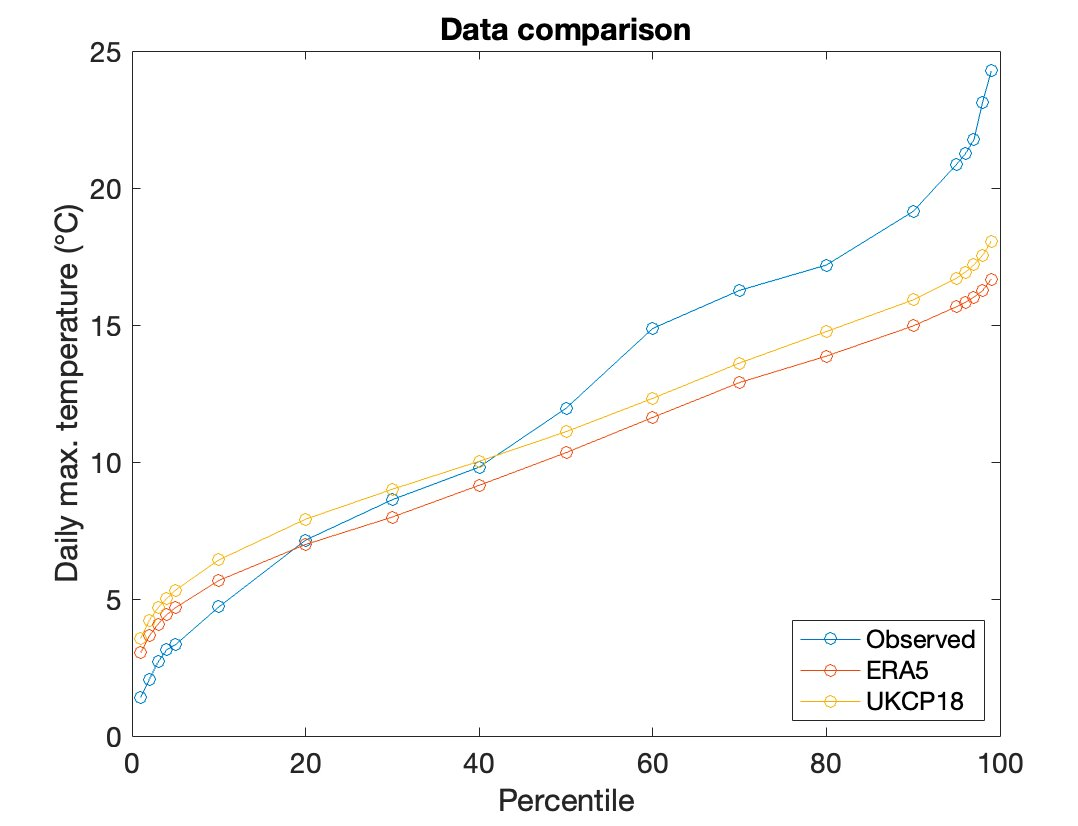 Data comparison
25
20
15
10
5
0
0 20 40 60 80 100
Daily max. temperature (°C)
Percentile
Observed
ERA5
UKCP18